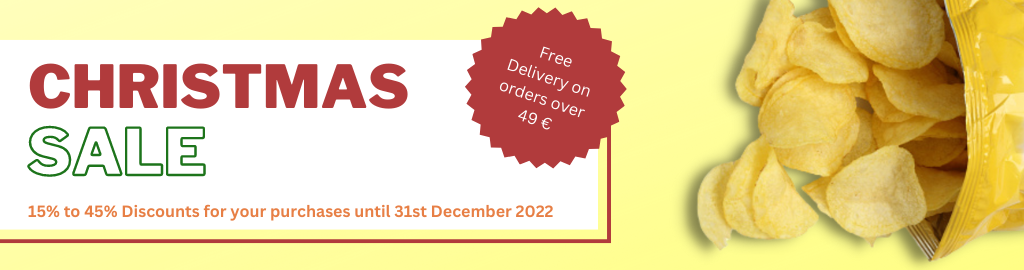 CHRISTMAS
SALE
15% to 45% Discounts for your purchases until 31st December 2022
Free
Delivery on
orders over
49 €